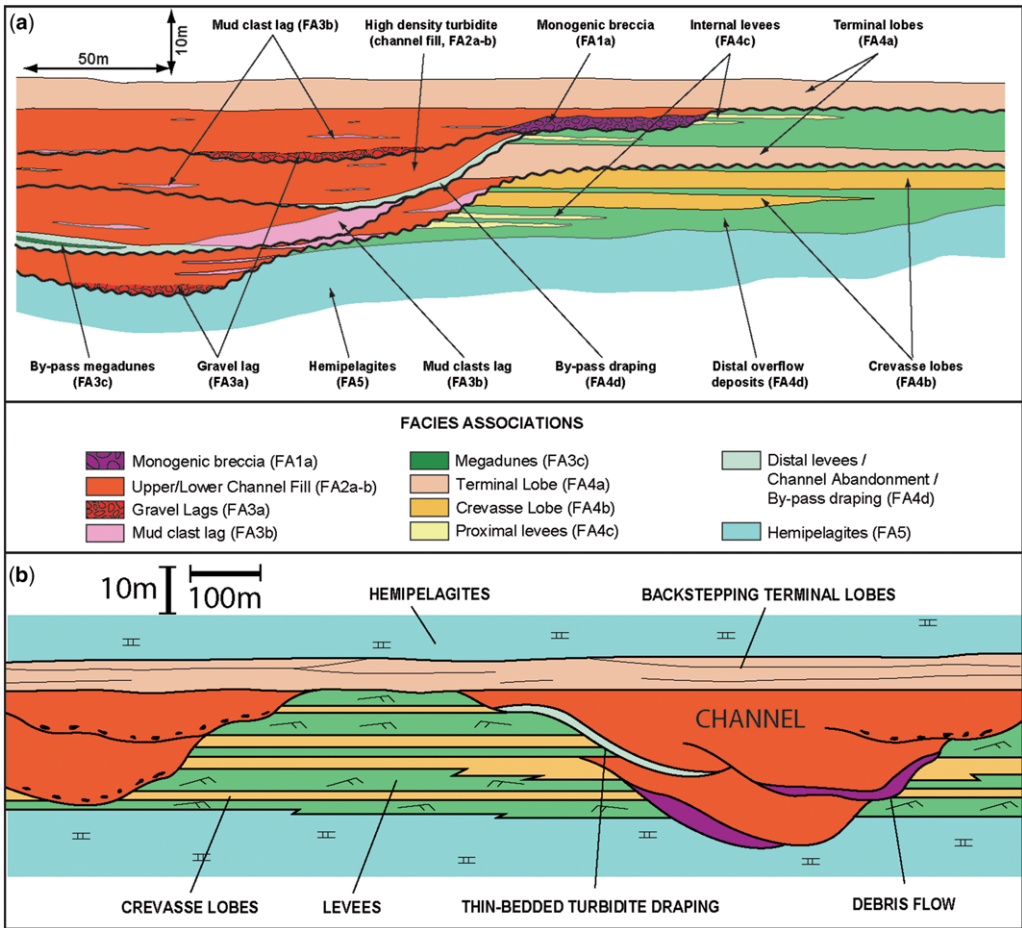 (a)
10m
50m
Mud clast lag (FA3b)
High density turbidite
(channel fill, FA2a-b)
Monogenic breccia
(FA1a)
Internal levees
(FA4c)
Terminal lobes
(FA4a)
By-pass megadunes
(FA3c)
Gravel lag
(FA3a)
Hemipelagites
(FA5)
Mud clasts lag
(FA3b)
By-pass draping
(FA4d)
Distal overflow
deposits (FA4d)
Crevasse lobes
(FA4b)
FACIES ASSOCIATIONS
Monogenic breccia (FA1a)
Upper/Lower Channel Fill (FA2a-b)
Gravel Lags (FA3a)
Mud clast lag (FA3b)
Megadunes (FA3c)
Terminal Lobe (FA4a)
Crevasse Lobe (FA4b)
Proximal levees (FA4c)
Distal levees /
Channel Abandonment /
By-pass draping (FA4d)
Hemipelagites (FA5)
(b)
10m
100m
HEMIPELAGITES
BACKSTEPPING TERMINAL LOBES
CHANNEL
CREVASSE LOBES
LEVEES
THIN-BEDDED TURBIDITE DRAPING
DEBRIS FLOW